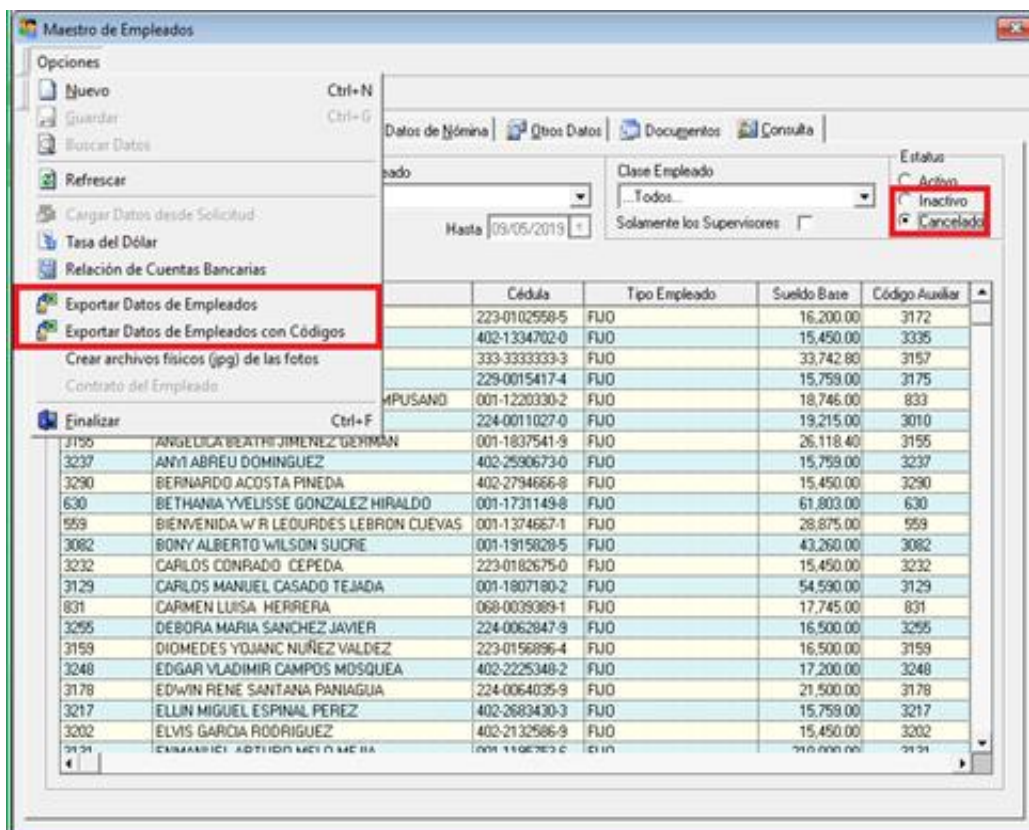 Maestro de Empleados
Opciones
Nuevo Ctrl+N
Guardar Ctrl+G
Buscar Datos
Refrescar
Cargar Datos desde Solicitud
Tasa del Dólar
Relación de Cuentas Bancarias
Exportar Datos de Empleados
Exportar Datos de Empleados con Códigos
Crear archivos físicos (jpg) de las fotos
Contrato del Empleado
Finalizar Ctrl+F
Datos de Nómina Otros Datos Documentos Consulta
eado Clase Empleado Estatus
...Todos... Activo
Inactivo
Hasta 09/05/2019 Solamente los Supervisores Cancelado
Cédula Tipo Empleado Sueldo Base Código Auxiliar
223-0102558-5 FIJO 16,200.00 3172
402-1334702-0 FIJO 15,450.00 3335
333-3333333-3 FIJO 33,742.80 3157
229-0015417-4 FIJO 15,759.00 3175
MPUSANO 001-1220330-2 FIJO 18,746.00 833
224-0011027-0 FIJO 19,215.00 3010
3155 ANGELICA BEATRI JIMENEZ GERMAN 001-1837541-9 FIJO 26,118.40 3155
3237 ANYI ABREU DOMINGUEZ 402-2590673-0 FIJO 15,759.00 3237
3290 BERNARDO ACOSTA PINEDA 402-2794666-8 FIJO 15,450.00 3290
630 BETHANIA YVELISSE GONZALEZ HIRALDO 001-1731149-8 FIJO 61,803.00 630
559 BIENVENIDA W R LEOURDES LEBRON CUEVAS 001-1374667-1 FIJO 28,875.00 559
3082 BONY ALBERTO WILSON SUCRE 001-1915828-5 FIJO 43,260.00 3082
3232 CARLOS CONRADO CEPEDA 223-0182675-0 FIJO 15,450.00 3232
3129 CARLOS MANUEL CASADO TEJADA 001-1807180-2 FIJO 54,590.00 3129
831 CARMEN LUISA HERRERA 068-0039389-1 FIJO 17,745.00 831
3255 DEBORA MARIA SANCHEZ JAVIER 224-0062847-9 FIJO 16,500.00 3255
3159 DIOMEDES YOJANC NUÑEZ VALDEZ 223-0156896-4 FIJO 16,500.00 3159
3248 EDGAR VLADIMIR CAMPOS MOSQUEA 402-2225348-2 FIJO 17,200.00 3248
3178 EDWIN RENE SANTANA PANIAGUA 224-0064035-9 FIJO 21,500.00 3178
3217 ELLIN MIGUEL ESPINAL PEREZ 402-2683430-3 FIJO 15,759.00 3217
3202 ELVIS GARCIA RODRIGUEZ 402-2132586-9 FIJO 15,450.00 3202
3131 ENMANUEL ARTURO MELO MEJIA FIJO 210,000.00 3131